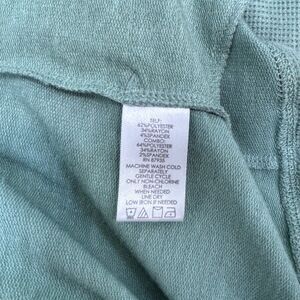 SELF:
62%POLYESTER
34%RAYON
4%SPANDEX
COMBO:
64%POLYESTER
34%RAYON
2%SPANDEX
RN 87935
MACHINE WASH COLD
SEPARATELY
GENTLE CYCLE
ONLY NON-CHLORINE
BLEACH
WHEN NEEDED
LINE DRY
LOW IRON IF NEEDED